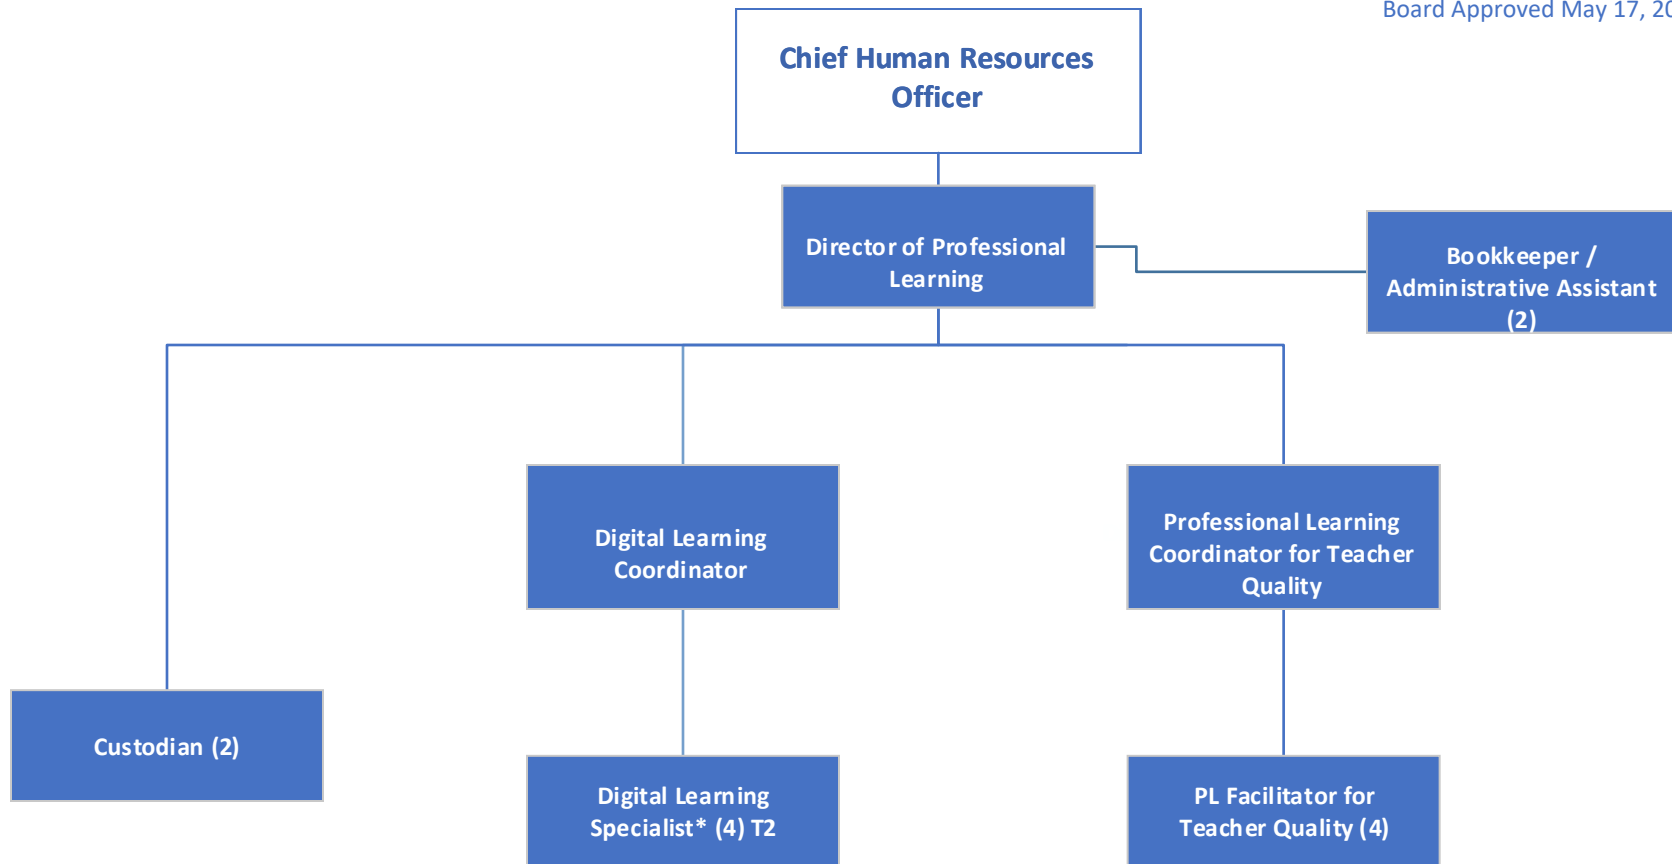 Board Approved May 17, 20
Chief Human Resources
Officer
Director of Professional
Learning
Bookkeeper /
Administrative Assistant
(2)
Digital Learning
Coordinator
Professional Learning
Coordinator for Teacher
Quality
Custodian (2)
Digital Learning
Specialist* (4) T2
PL Facilitator for
Teacher Quality (4)